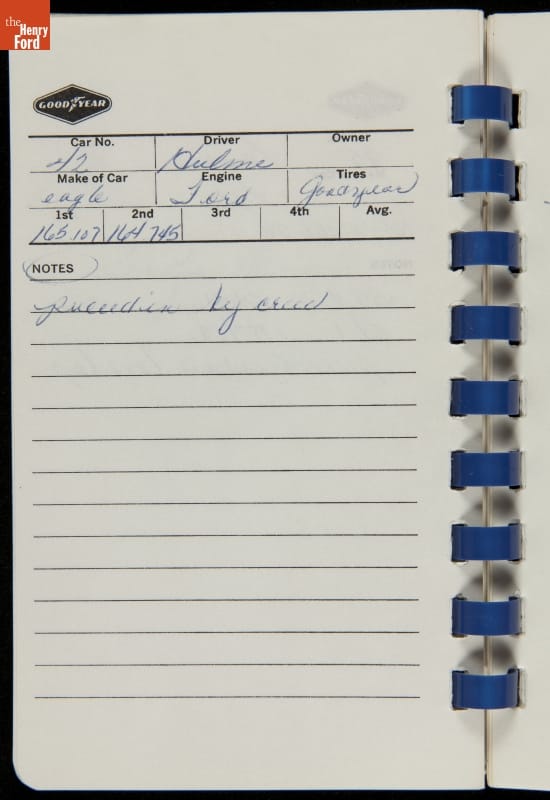 the Henry Ford
GOODYEAR
Car No. Driver Owner
42 Hulme
Make of Car Engine Tires
eagle Ford Goodyear
1st 2nd 3rd 4th Avg.
165.107 164 745
NOTES
by